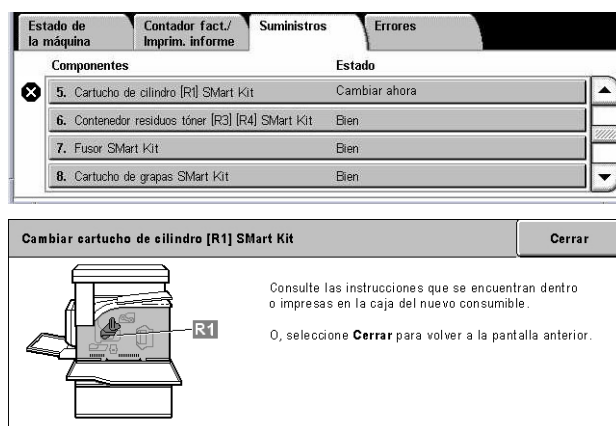 Estado de
la máquina
Contador fact./
Imprim. informe
Suministros
Errores
Componentes
Estado
5. Cartucho de cilindro [R1] SMart Kit
Cambiar ahora
6. Contenedor residuos tóner [R3] [R4] SMart Kit
Bien
7. Fusor SMart Kit
Bien
8. Cartucho de grapas SMart Kit
Bien
Cambiar cartucho de cilindro [R1] SMart Kit
Cerrar
R1
Consulte las instrucciones que se encuentran dentro
o impresas en la caja del nuevo consumible.
O, seleccione Cerrar para volver a la pantalla anterior.